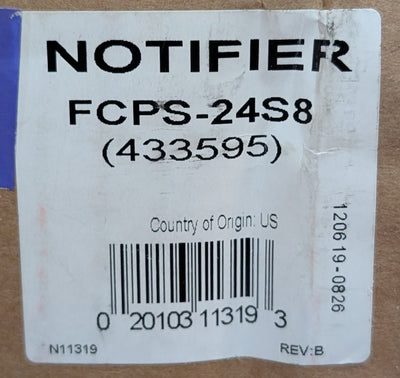 NOTIFIER
FCPS-24S8
(433595)
Country of Origin: US
120619-0826
0 20103 11319 3
N11319
REV:B